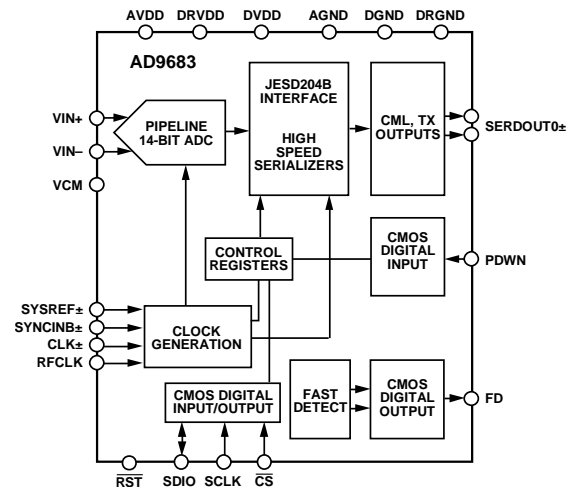 AVDD DRVDD DVDD AGND DGND DRGND
AD9683
JESD204B
INTERFACE
HIGH
SPEED
SERIALIZERS
CML, TX
OUTPUTS
SERDOUT0±
VIN+
VIN–
VCM
PIPELINE
14-BIT ADC
CONTROL
REGISTERS
CMOS
DIGITAL
INPUT
PDWN
SYSREF±
SYNCINB±
CLK±
RFCLK
CLOCK
GENERATION
CMOS DIGITAL
INPUT/OUTPUT
FAST
DETECT
CMOS
DIGITAL
OUTPUT
FD
RST SDIO SCLK CS